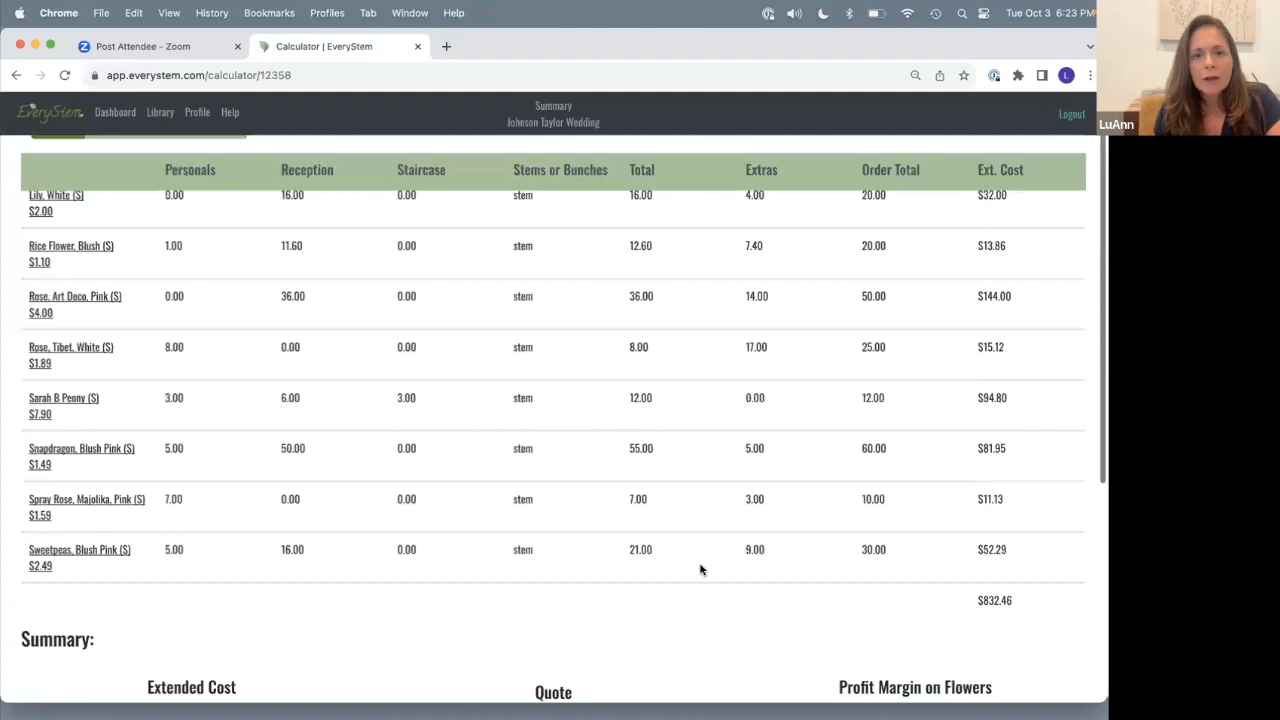 Chrome File Edit View History Bookmarks Profiles Tab Window Help Tue Oct 3 6:23 PM
Post Attendee - Zoom Calculator | EveryStem
app.everystem.com/calculator/12358 L
EveryStem Dashboard Library Profile Help Summary Logout
Johnson Taylor Wedding
LuAnn
Personals Reception Staircase Stems or Bunches Total Extras Order Total Ext. Cost
Lily, White (S) 0.00 16.00 0.00 stem 16.00 4.00 20.00 $32.00
$2.00
Rice Flower, Blush (S) 1.00 11.60 0.00 stem 12.60 7.40 20.00 $13.86
$1.10
Rose, Art Deco, Pink (S) 0.00 36.00 0.00 stem 36.00 14.00 50.00 $144.00
$4.00
Rose, Tibet, White (S) 8.00 0.00 0.00 stem 8.00 17.00 25.00 $15.12
$1.89
Sarah B Peony (S) 3.00 6.00 3.00 stem 12.00 0.00 12.00 $94.80
$7.90
Snapdragon, Blush Pink (S) 5.00 50.00 0.00 stem 55.00 5.00 60.00 $81.95
$1.49
Spray Rose, Majolika, Pink (S) 7.00 0.00 0.00 stem 7.00 3.00 10.00 $11.13
$1.59
Sweetpeas, Blush Pink (S) 5.00 16.00 0.00 stem 21.00 9.00 30.00 $52.29
$2.49
$832.46
Summary:
Extended Cost Quote Profit Margin on Flowers